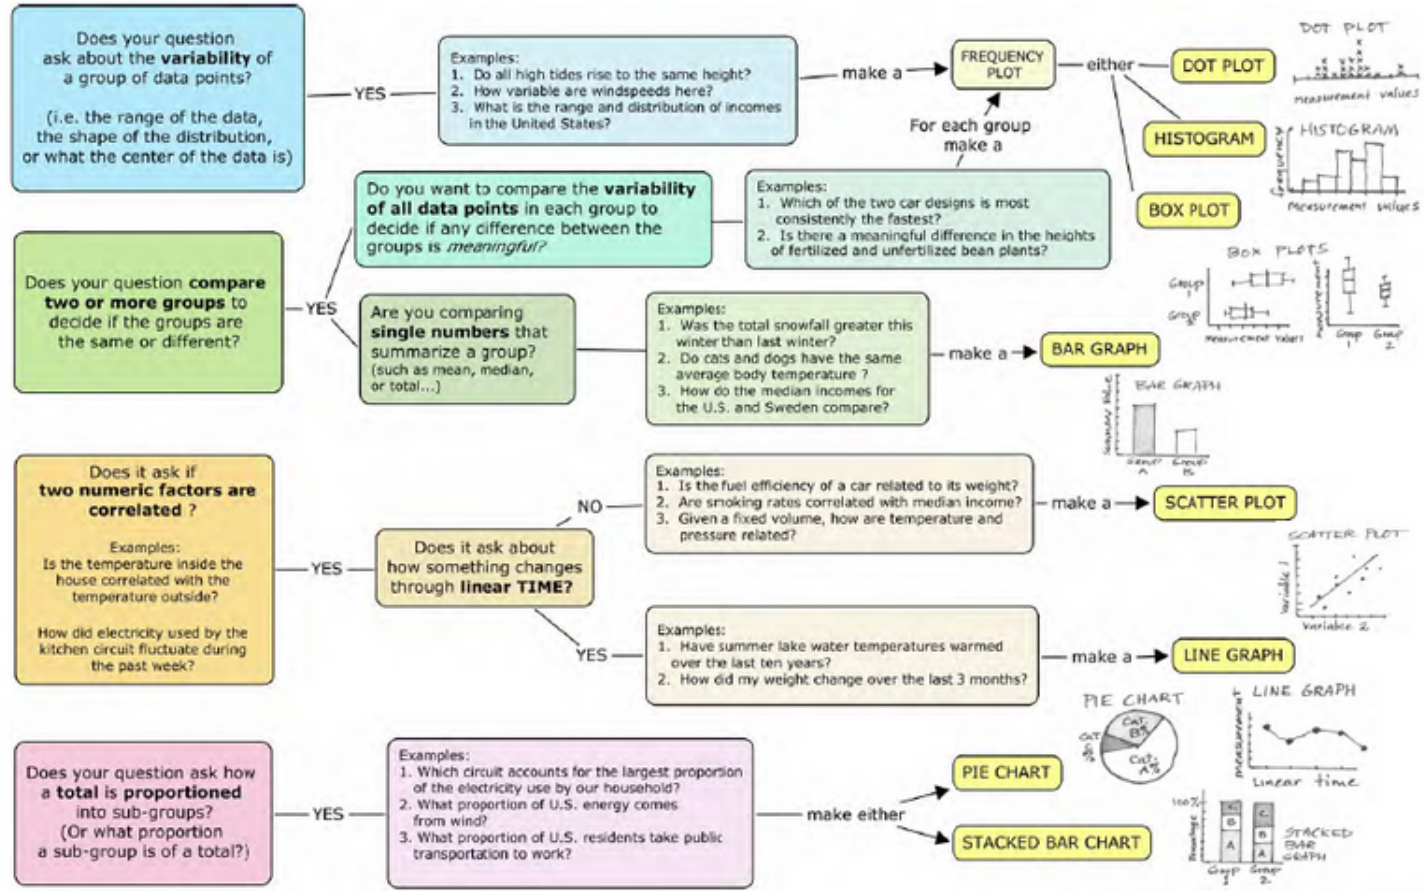 Does your question
ask about the variability of
a group of data points?
(i.e. the range of the data,
the shape of the distribution,
or what the center of the data is)
YES
Examples:
1. Do all high tides rise to the same height?
2. How variable are windspeeds here?
3. What is the range and distribution of incomes
in the United States?
make a
FREQUENCY
PLOT
either
DOT PLOT
HISTOGRAM
BOX PLOT
DOT PLOT
measurement values
HISTOGRAM
frequency
measurement values
For each group
make a
Does your question compare
two or more groups to
decide if the groups are
the same or different?
YES
Do you want to compare the variability
of all data points in each group to
decide if any difference between the
groups is meaningful?
Examples:
1. Which of the two car designs is most
consistently the fastest?
2. Is there a meaningful difference in the heights
of fertilized and unfertilized bean plants?
BOX PLOTS
Group
1
Group
2
measurement values
measurement
Group
1
Group
2
Are you comparing
single numbers that
summarize a group?
(such as mean, median,
or total...)
Examples:
1. Was the total snowfall greater this
winter than last winter?
2. Do cats and dogs have the same
average body temperature ?
3. How do the median incomes for
the U.S. and Sweden compare?
make a
BAR GRAPH
BAR GRAPH
Summary Value
Group
A
Group
B
Does it ask if
two numeric factors are
correlated ?
Examples:
Is the temperature inside the
house correlated with the
temperature outside?
How did electricity used by the
kitchen circuit fluctuate during
the past week?
YES
Does it ask about
how something changes
through linear TIME?
NO
Examples:
1. Is the fuel efficiency of a car related to its weight?
2. Are smoking rates correlated with median income?
3. Given a fixed volume, how are temperature and
pressure related?
make a
SCATTER PLOT
SCATTER PLOT
Variable 1
Variable 2
YES
Examples:
1. Have summer lake water temperatures warmed
over the last ten years?
2. How did my weight change over the last 3 months?
make a
LINE GRAPH
LINE GRAPH
measurement
Linear time
Does your question ask how
a total is proportioned
into sub-groups?
(Or what proportion
a sub-group is of a total?)
YES
Examples:
1. Which circuit accounts for the largest proportion
of the electricity use by our household?
2. What proportion of U.S. energy comes
from wind?
3. What proportion of U.S. residents take public
transportation to work?
make either
PIE CHART
STACKED BAR CHART
PIE CHART
Cat.
B%
Cat.
A%
Cat.
100%
Percentage
C
B
A
C
B
A
Group
1
Group
2
STACKED
BAR
GRAPH